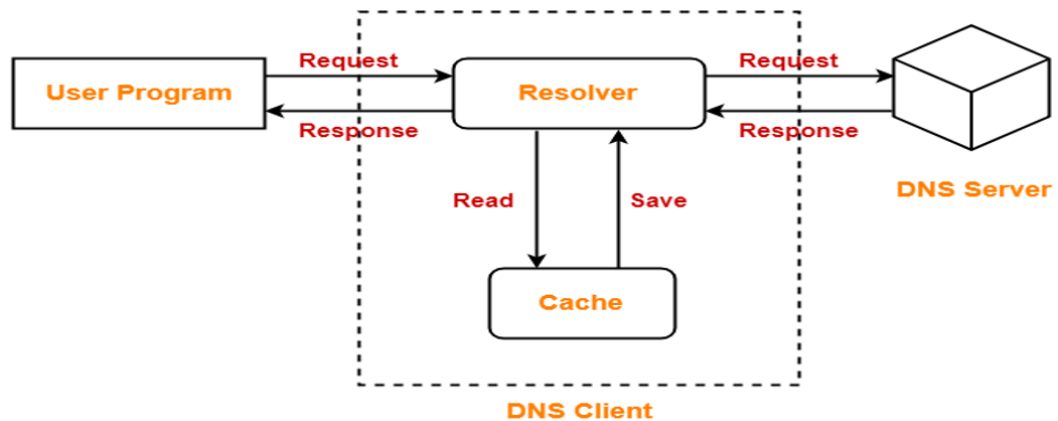 Request
Request
User Program
Resolver
Response
Response
DNS Server
Read
Save
Cache
DNS Client